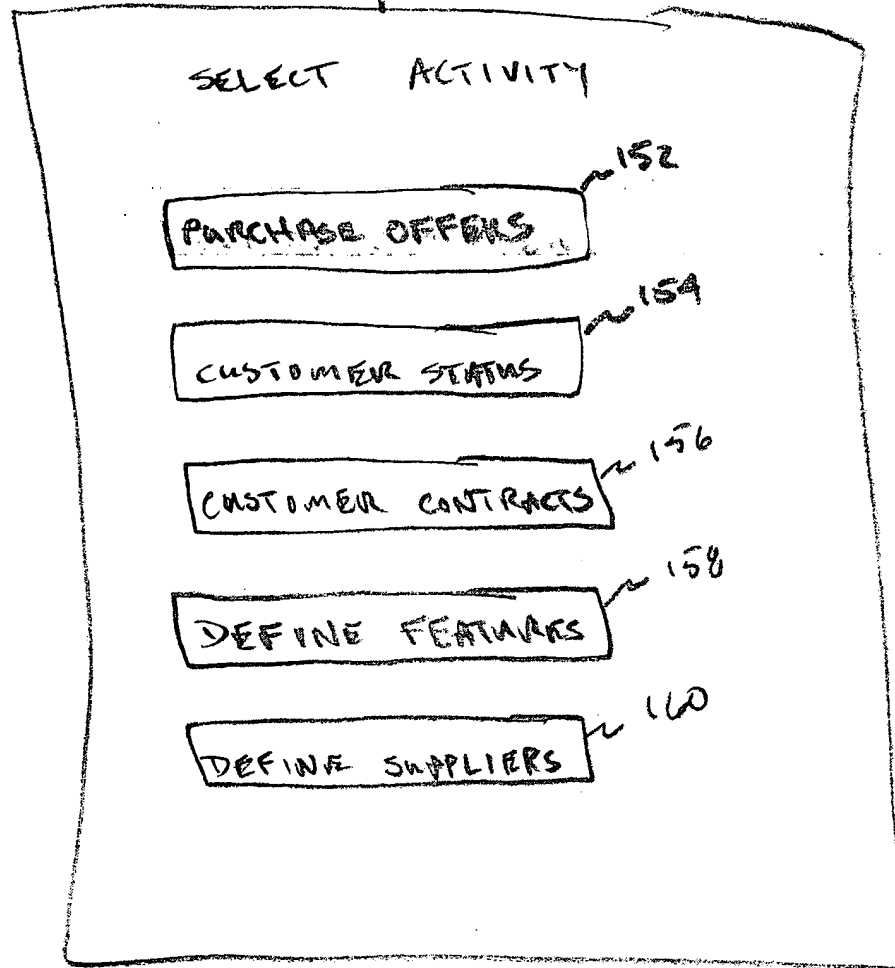 SELECT ACTIVITY
152
PURCHASE OFFERS
154
CUSTOMER STATUS
156
CUSTOMER CONTRACTS
158
DEFINE FEATURES
160
DEFINE SUPPLIERS